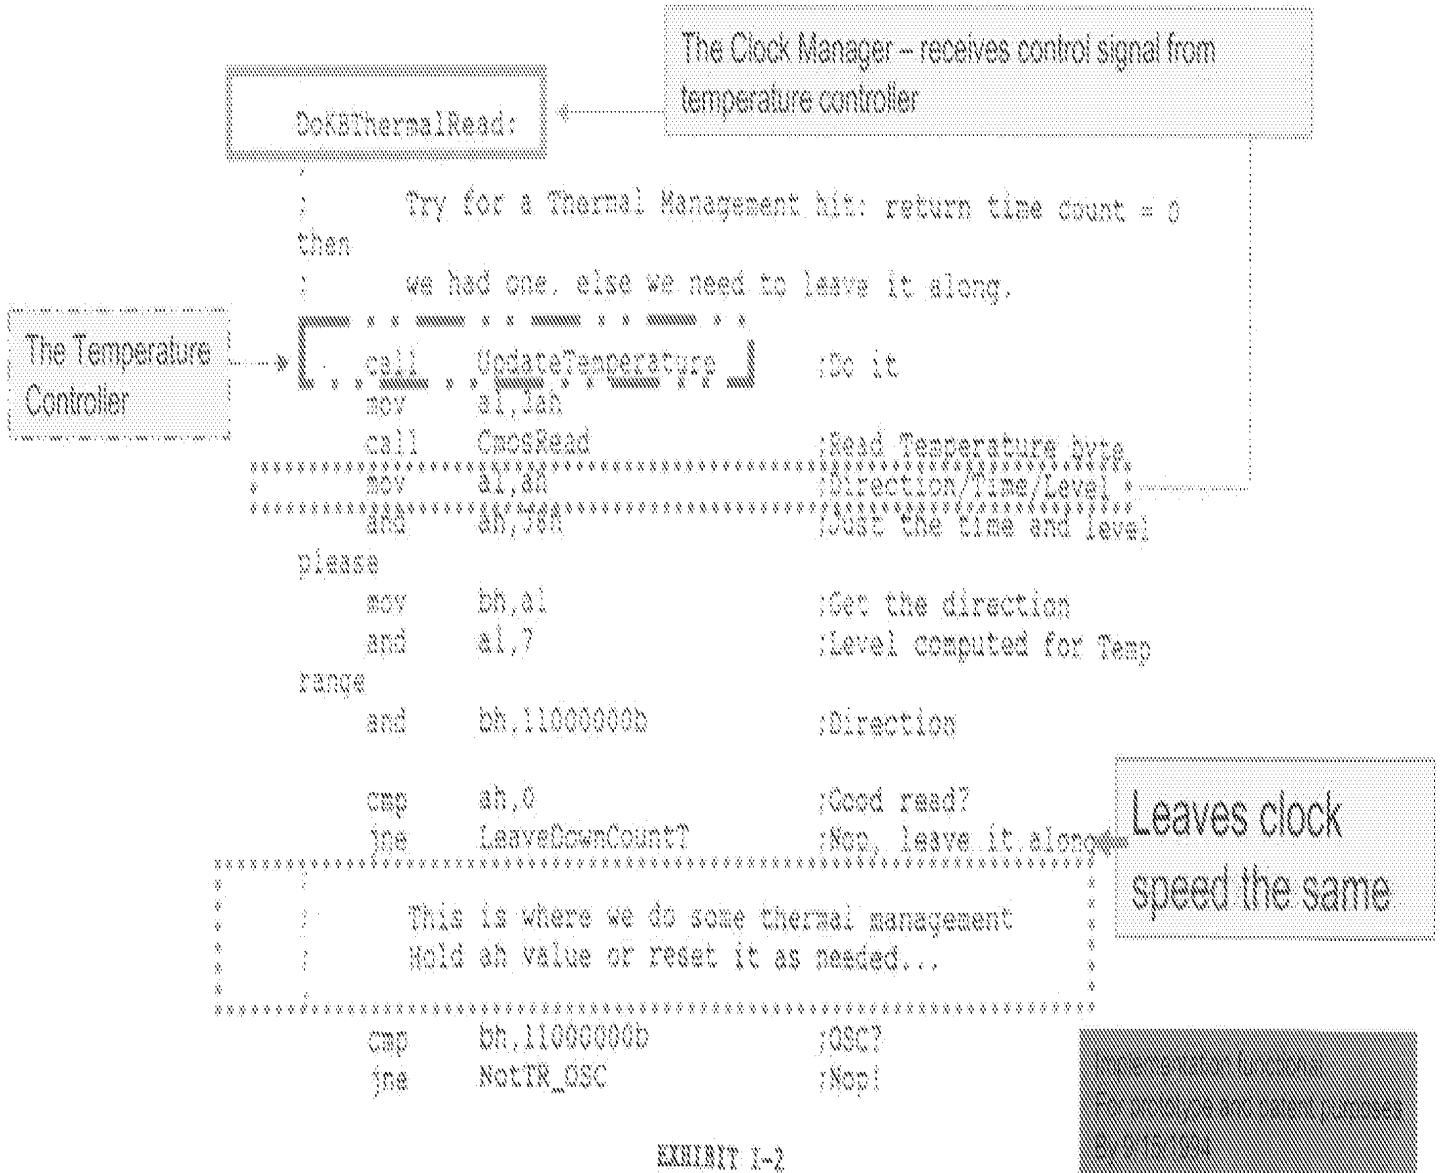 The Clock Manager – receives control signal from
temperature controller
DoKBThermalRead:
;
; Try for a Thermal Management hit: return time count = 0
then
; we had one, else we need to leave it along.
The Temperature
Controller
call UpdateTemperature ;Do it
mov al,3ah
call CmosRead ;Read Temperature byte
mov al,ah ;Direction/Time/Level
and ah,38h ;Just the time and level
please
mov bh,al ;Get the direction
and al,7 ;Level computed for Temp
range
and bh,11000000b ;Direction
cmp ah,0 ;Good read?
jne LeaveDownCountT ;Nop, leave it along
Leaves clock
speed the same
;
; This is where we do some thermal management
; Hold ah value or reset it as needed...
;
cmp bh,11000000b ;OSC?
jne NotTR_OSC ;Nop!
EXHIBIT I-2